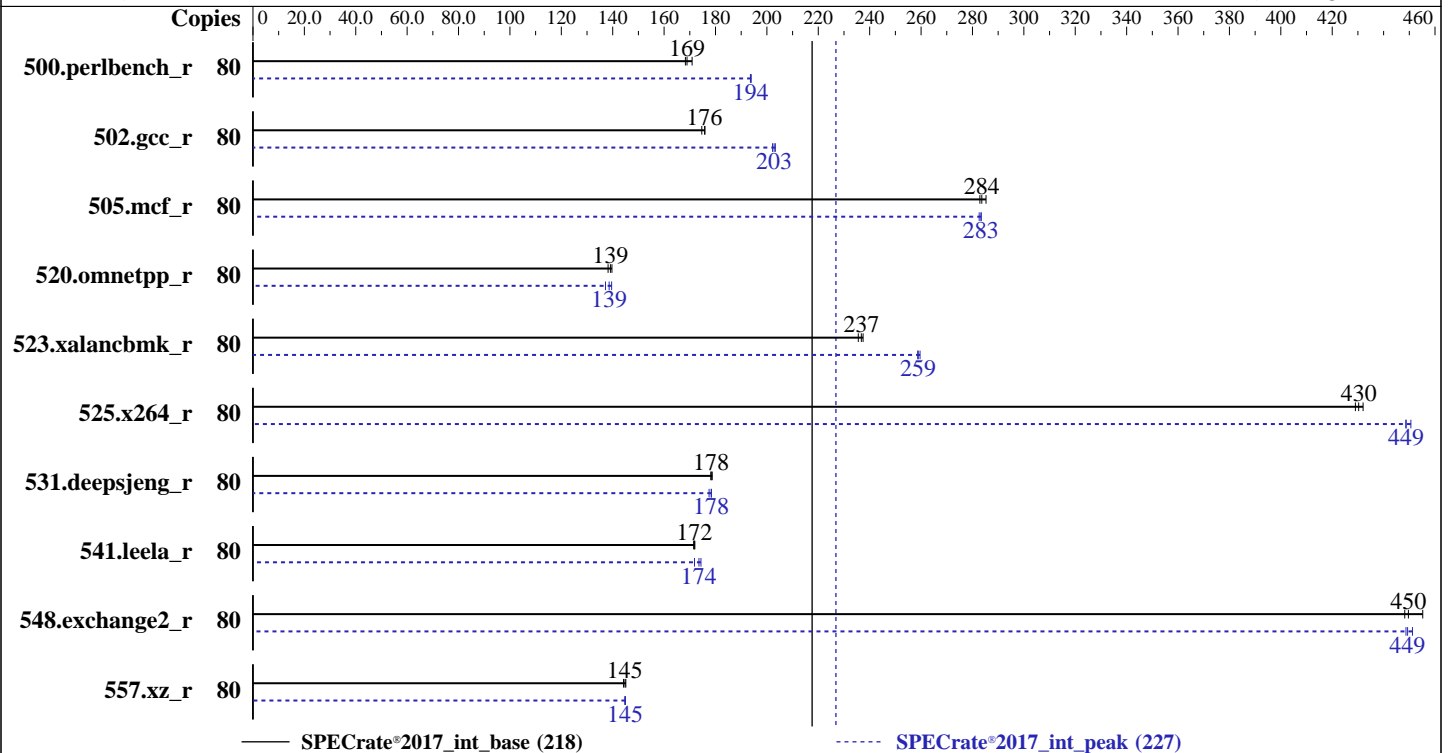 Copies 0 20.0 40.0 60.0 80.0 100 120 140 160 180 200 220 240 260 280 300 320 340 360 380 400 420 460
169
500.perlbench_r 80
194
176
502.gcc_r 80
203
284
505.mcf_r 80
283
139
520.omnetpp_r 80
139
237
523.xalancbmk_r 80
259
430
525.x264_r 80
449
178
531.deepsjeng_r 80
178
172
541.leela_r 80
174
450
548.exchange2_r 80
449
145
557.xz_r 80
145
SPECrate®2017_int_base (218) SPECrate®2017_int_peak (227)